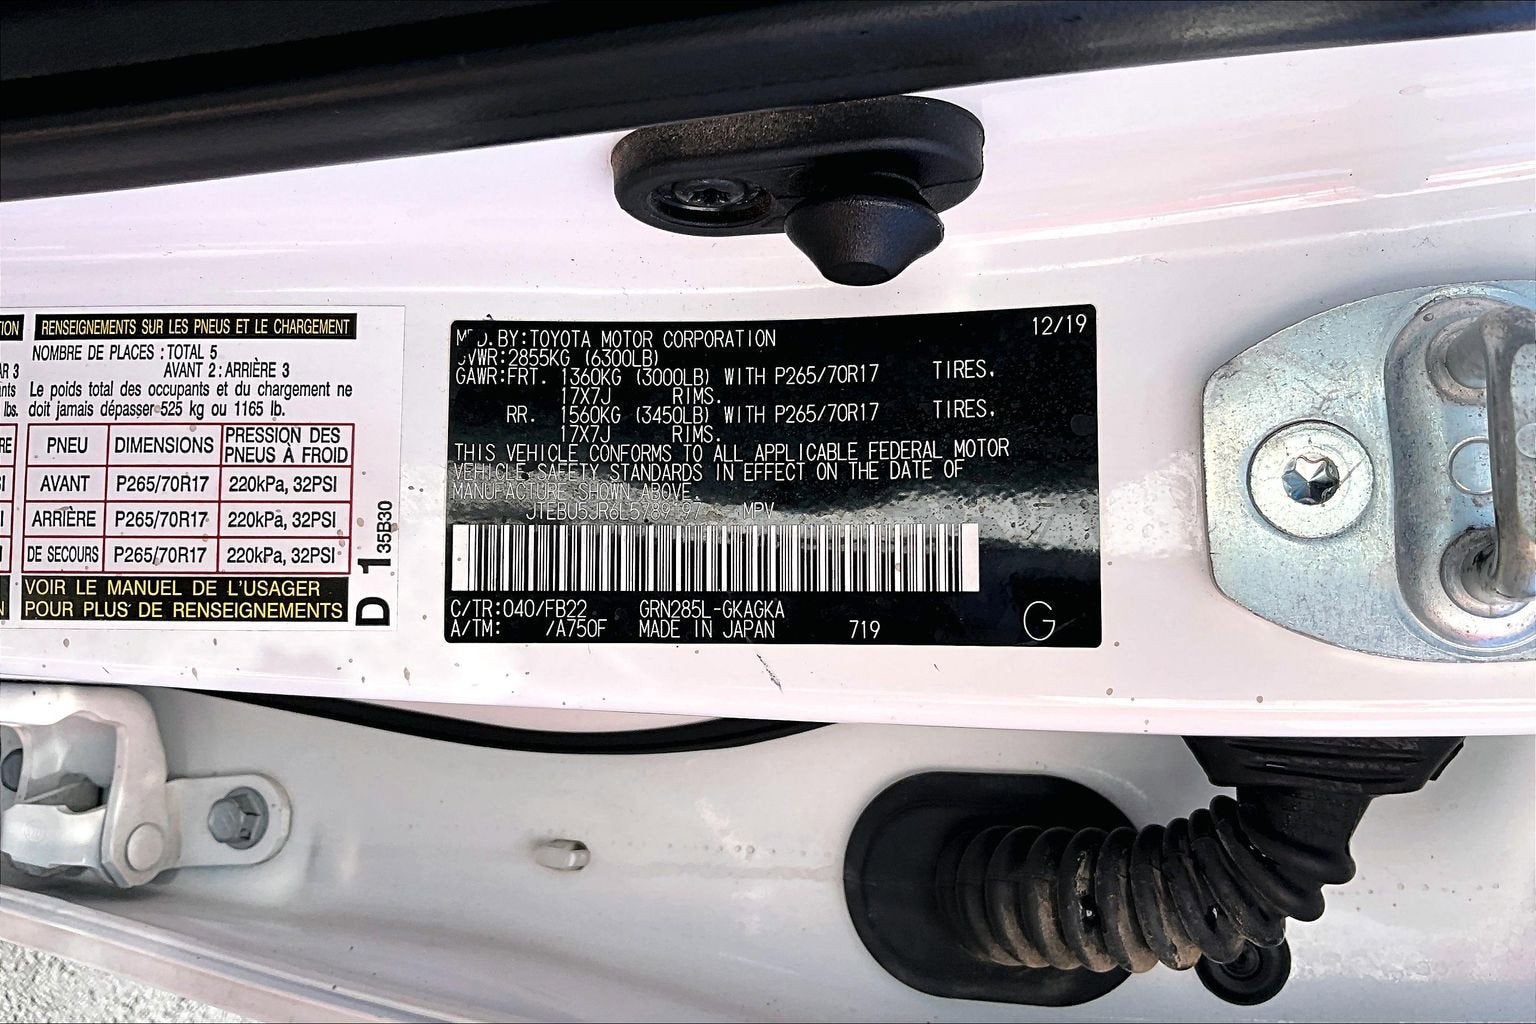 TION
RENSEIGNEMENTS SUR LES PNEUS ET LE CHARGEMENT
NOMBRE DE PLACES : TOTAL 5
AR 3
AVANT 2 : ARRIÈRE 3
Le poids total des occupants et du chargement ne
lbs.
doit jamais dépasser 525 kg ou 1165 lb.
PNEU DIMENSIONS PRESSION DES PNEUS À FROID
AVANT P265/70R17 220kPa, 32PSI
ARRIÈRE P265/70R17 220kPa, 32PSI
DE SECOURS P265/70R17 220kPa, 32PSI
VOIR LE MANUEL DE L'USAGER
POUR PLUS DE RENSEIGNEMENTS
D 1 35B30
12/19
BY:TOYOTA MOTOR CORPORATION
GVWR:2855KG (6300LB)
GAWR:FRT. 1360KG (3000LB) WITH P265/70R17 TIRES.
17X7J RIMS.
RR. 1560KG (3450LB) WITH P265/70R17 TIRES.
17X7J RIMS.
THIS VEHICLE CONFORMS TO ALL APPLICABLE FEDERAL MOTOR
VEHICLE SAFETY STANDARDS IN EFFECT ON THE DATE OF
MANUFACTURE SHOWN ABOVE.
MPV
C/TR:040/FB22 GRN285L-GKAGKA
A/TM: /A750F MADE IN JAPAN 719
G